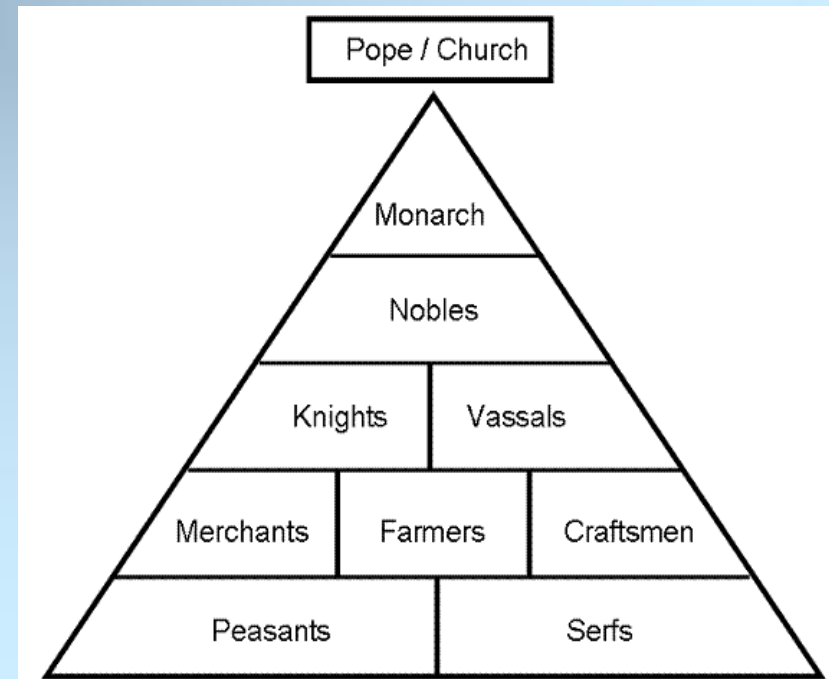 Pope / Church
Monarch
Nobles
Knights Vassals
Merchants Farmers Craftsmen
Peasants Serfs